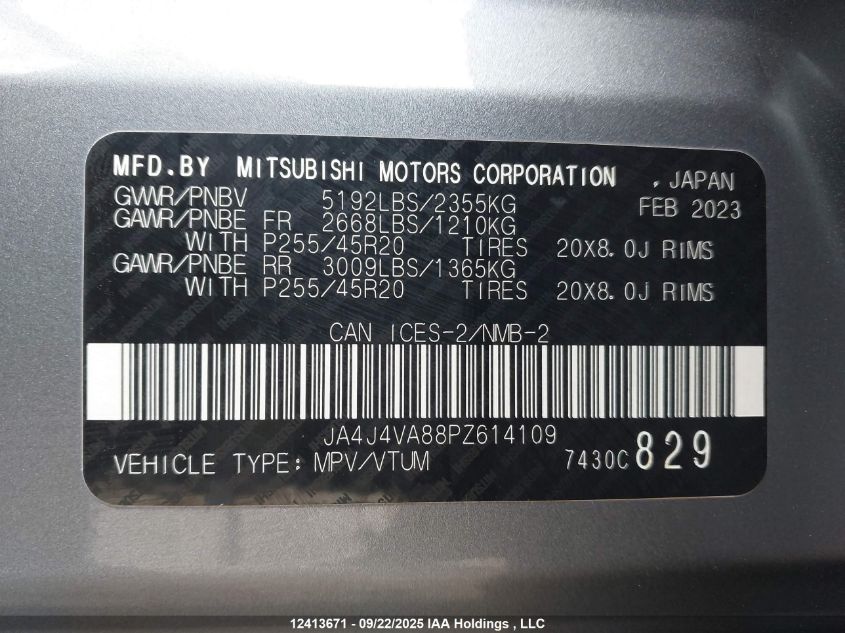 MFD.BY MITSUBISHI MOTORS CORPORATION , JAPAN
GVWR/PNBV 5192LBS/2355KG FEB 2023
GAWR/PNBE FR 2668LBS/1210KG
WITH P255/45R20 TIRES 20X8.0J RIMS
GAWR/PNBE RR 3009LBS/1365KG
WITH P255/45R20 TIRES 20X8.0J RIMS
CAN ICES-2/NMB-2
JA4J4VA88PZ614109
VEHICLE TYPE: MPV/VTUM 7430C 829
12413671 - 09/22/2025 IAA Holdings , LLC